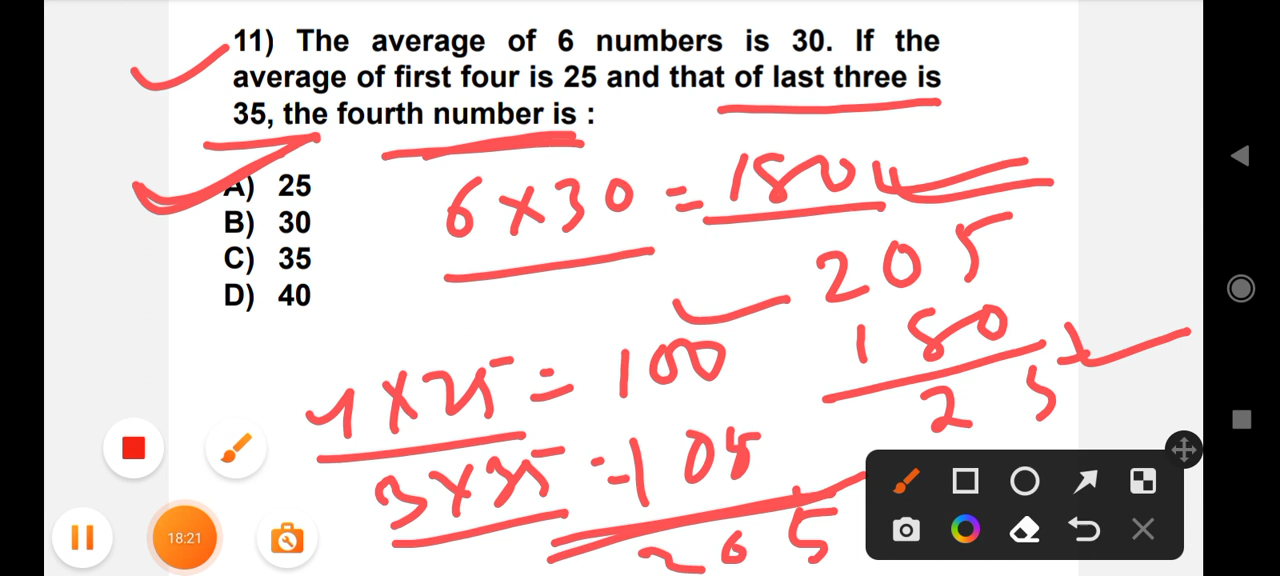 11) The average of 6 numbers is 30. If the
average of first four is 25 and that of last three is
35, the fourth number is :
A) 25
B) 30
C) 35
D) 40
6 × 30 = 180
205
180
25
4 × 25 = 100
3 × 35 = 105
205
18:21